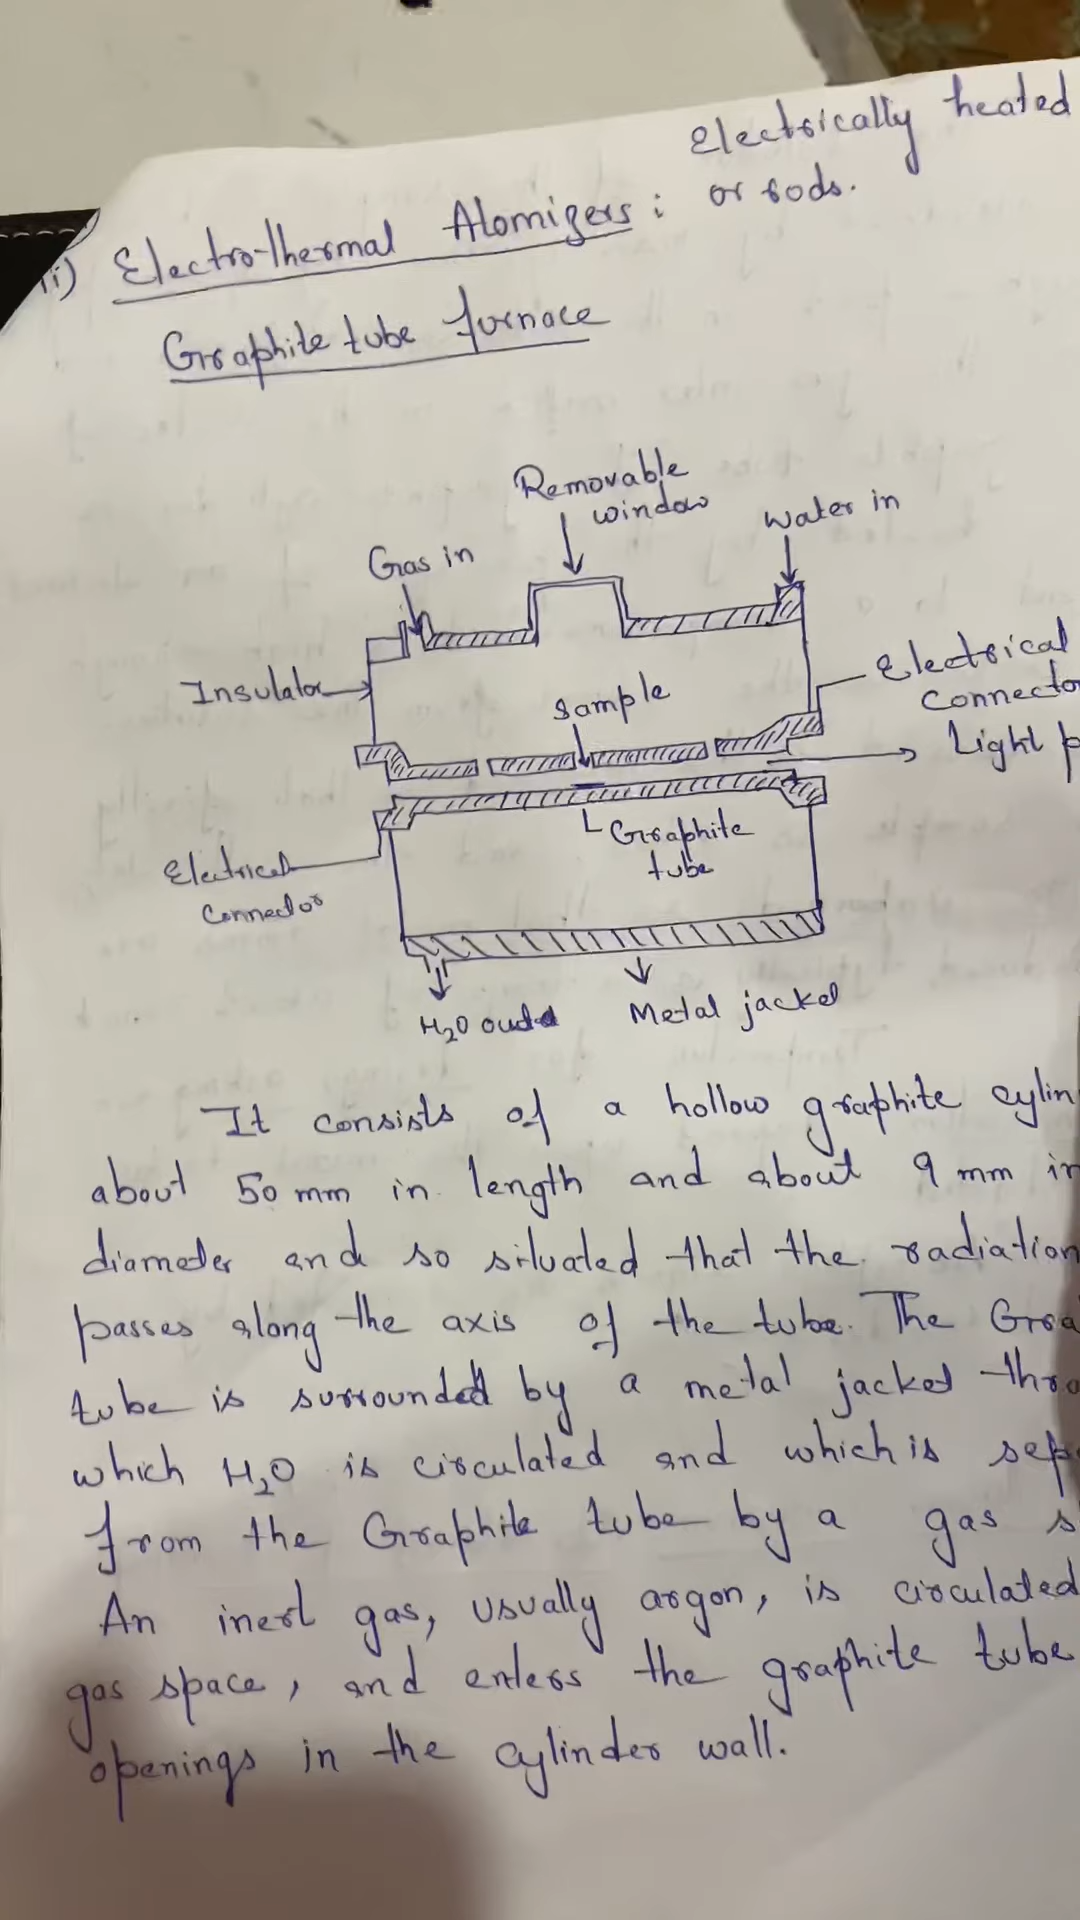 Electrically heated
or rods.
ii) Electro-thermal Atomizers:
Graphite tube furnace
Removable
window
water in
Gas in
Insulator
Sample
Electrical
Connector
Light p
Graphite
tube
Electrical
Connector
H₂O out
Metal jacket
It consists of a hollow graphite cylin
about 50 mm in length and about 9 mm in
diameter and so situated that the radiation
passes along the axis of the tube. The Gra
tube is surrounded by a metal jacket thro
which H₂O is circulated and which is sep
from the Graphite tube by a gas s
An inert gas, usually argon, is circulated
gas space, and enters the graphite tube
openings in the cylinder wall.